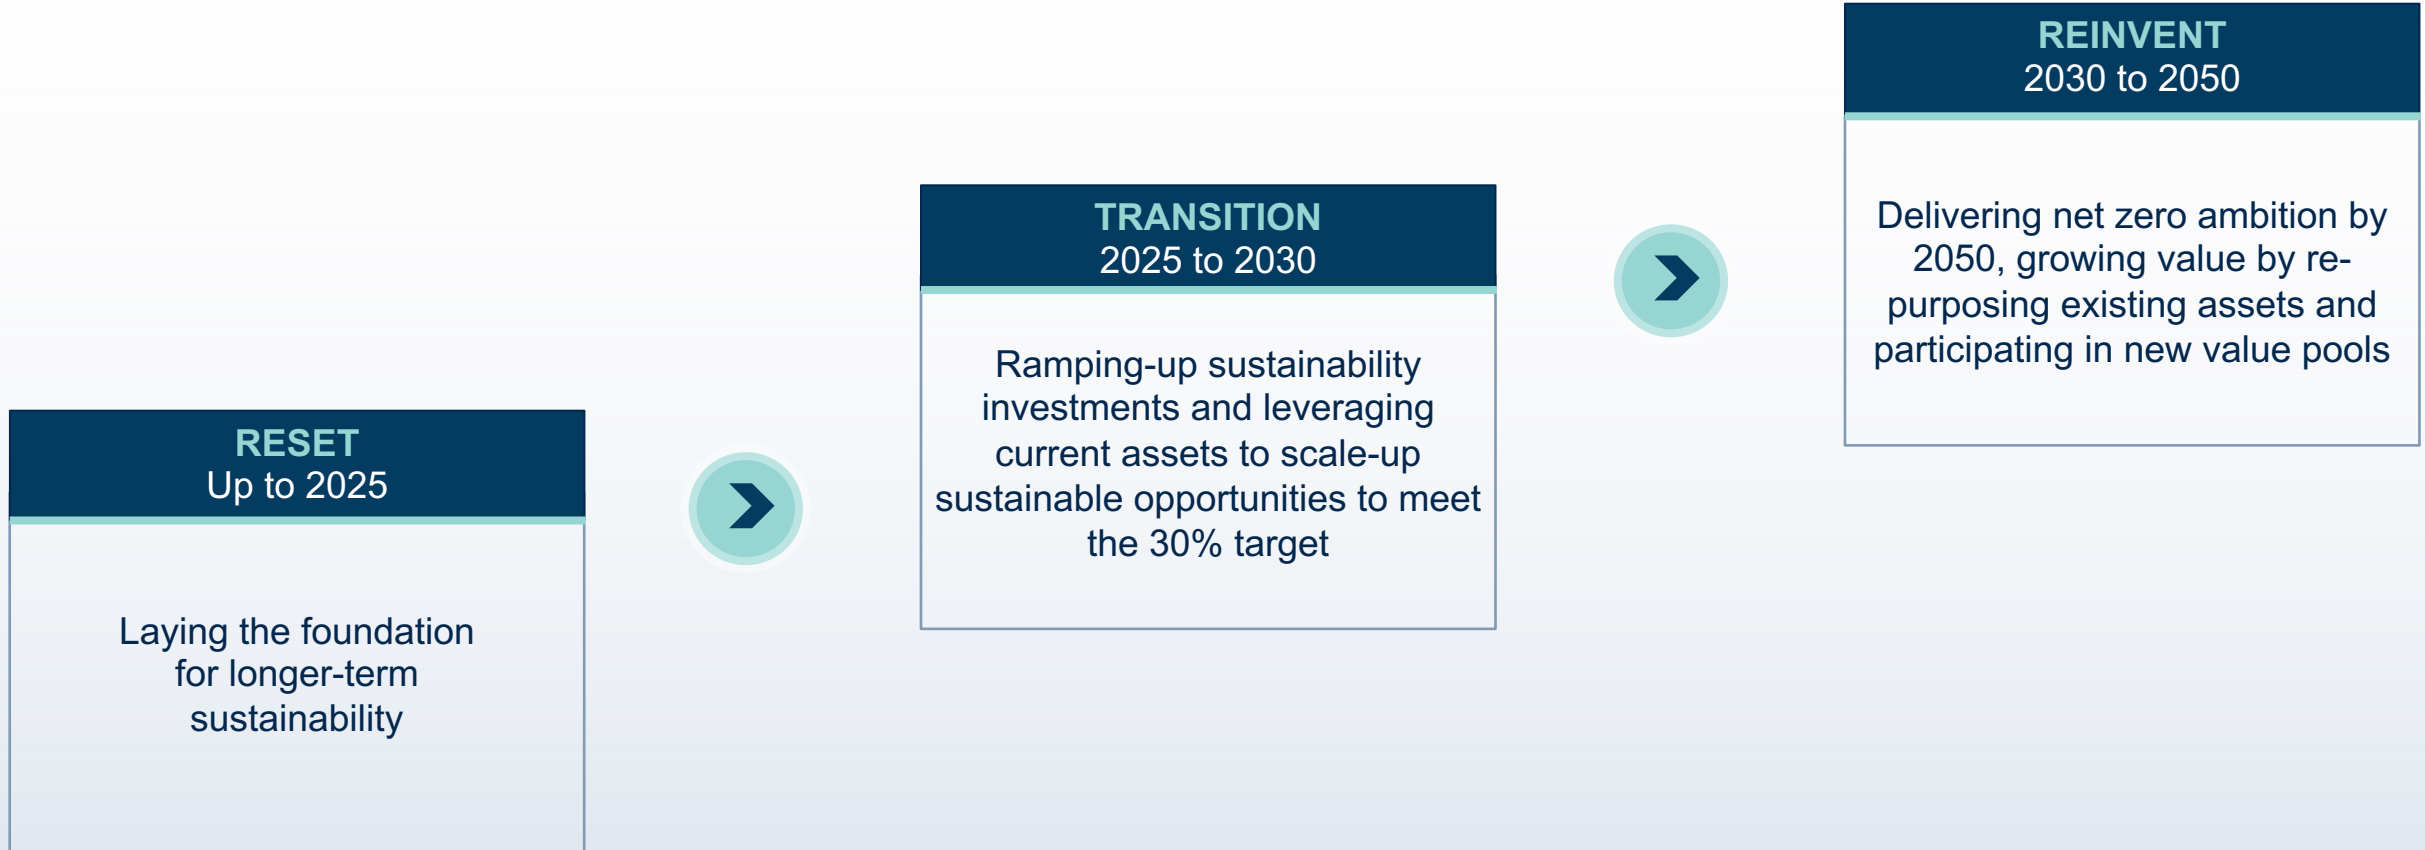 RESET
Up to 2025
Laying the foundation
for longer-term
sustainability
TRANSITION
2025 to 2030
Ramping-up sustainability
investments and leveraging
current assets to scale-up
sustainable opportunities to meet
the 30% target
REINVENT
2030 to 2050
Delivering net zero ambition by
2050, growing value by re-
purposing existing assets and
participating in new value pools